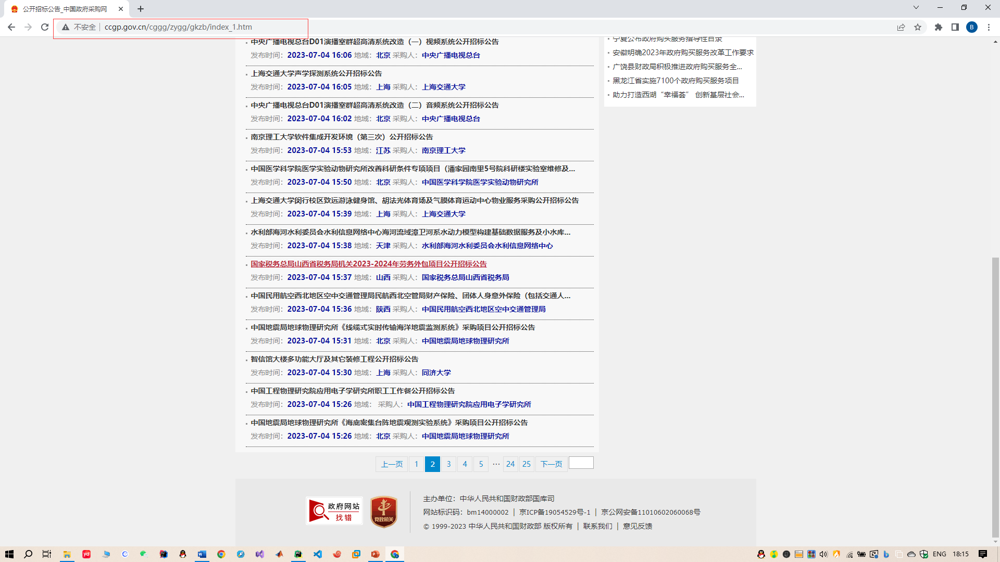 公开招标公告_中国政府采购网
不安全 ccgp.gov.cn/cggg/zygg/gkzb/index_1.htm
B
中央广播电视总台D01演播室群超高清系统改造（一）视频系统公开招标公告
发布时间：2023-07-04 16:06 地域：北京 采购人：中央广播电视总台
上海交通大学声学探测系统公开招标公告
发布时间：2023-07-04 16:05 地域：上海 采购人：上海交通大学
中央广播电视总台D01演播室群超高清系统改造（二）音频系统公开招标公告
发布时间：2023-07-04 16:02 地域：北京 采购人：中央广播电视总台
南京理工大学软件集成开发环境（第三次）公开招标公告
发布时间：2023-07-04 15:53 地域：江苏 采购人：南京理工大学
中国医学科学院医学实验动物研究所改善科研条件专项项目（潘家园南里5号院科研楼实验室维修及...
发布时间：2023-07-04 15:50 地域：北京 采购人：中国医学科学院医学实验动物研究所
上海交通大学闵行校区致远游泳健身馆、胡法光体育场及气膜体育运动中心物业服务采购公开招标公告
发布时间：2023-07-04 15:39 地域：上海 采购人：上海交通大学
水利部海河水利委员会水利信息网络中心海河流域漳卫河系水动力模型构建基础数据服务及小水库...
发布时间：2023-07-04 15:38 地域：天津 采购人：水利部海河水利委员会水利信息网络中心
国家税务总局山西省税务局机关2023-2024年劳务外包项目公开招标公告
发布时间：2023-07-04 15:37 地域：山西 采购人：国家税务总局山西省税务局
中国民用航空西北地区空中交通管理局民航西北空管局财产保险、团体人身意外保险（包括交通人...
发布时间：2023-07-04 15:36 地域：陕西 采购人：中国民用航空西北地区空中交通管理局
中国地震局地球物理研究所《线缆式实时传输海洋地震监测系统》采购项目公开招标公告
发布时间：2023-07-04 15:31 地域：北京 采购人：中国地震局地球物理研究所
智信馆大楼多功能大厅及其它装修工程公开招标公告
发布时间：2023-07-04 15:30 地域：上海 采购人：同济大学
中国工程物理研究院应用电子学研究所职工工作餐公开招标公告
发布时间：2023-07-04 15:26 地域： 采购人：中国工程物理研究院应用电子学研究所
中国地震局地球物理研究所《海底密集台阵地震观测实验系统》采购项目公开招标公告
发布时间：2023-07-04 15:26 地域：北京 采购人：中国地震局地球物理研究所
上一页 1 2 3 4 5 ··· 24 25 下一页
宁夏公布政府购买服务指导性目录
安徽明确2023年政府购买服务改革工作要求
广饶县财政局积极推进政府购买服务全...
黑龙江省实施7100个政府购买服务项目
助力打造西湖“幸福荟” 创新基层社会...
政府网站
找错
党政机关
主办单位：中华人民共和国财政部国库司
网站标识码：bm14000002 | 京ICP备19054529号-1 | 京公网安备11010602060068号
© 1999-2023 中华人民共和国财政部 版权所有 | 联系我们 | 意见反馈
ENG 18:15